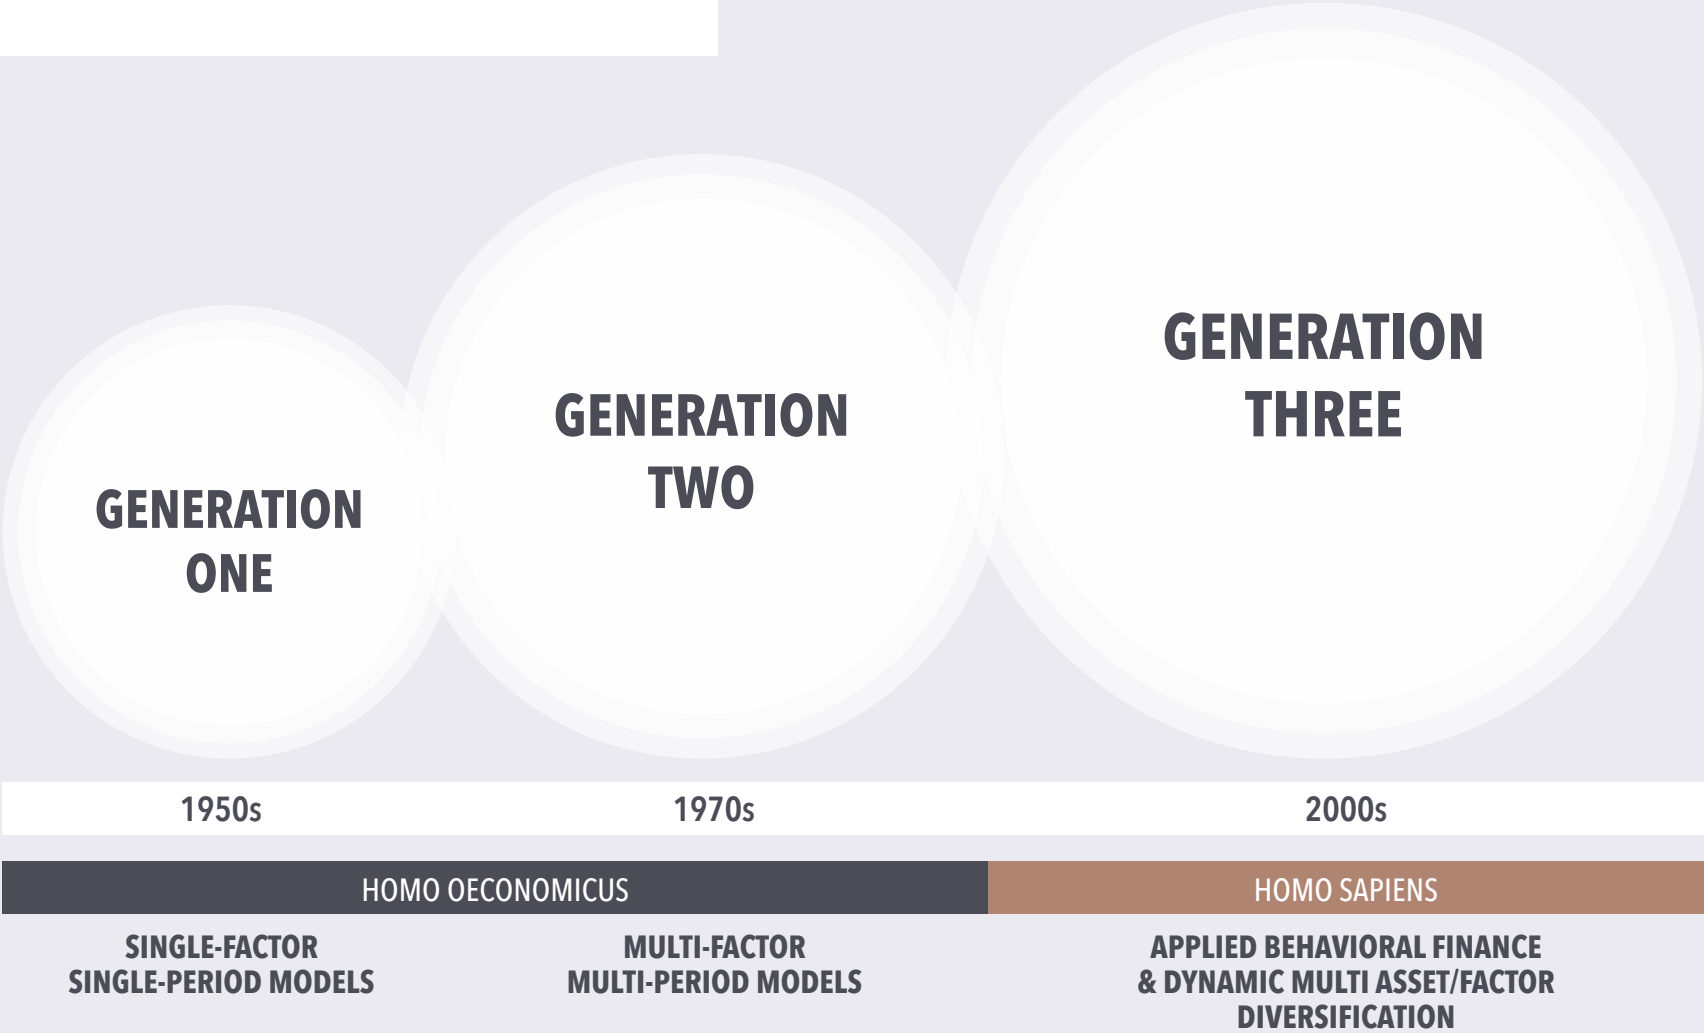 GENERATION
ONE
GENERATION
TWO
GENERATION
THREE
1950s
1970s
2000s
HOMO OECONOMICUS
HOMO SAPIENS
SINGLE-FACTOR
SINGLE-PERIOD MODELS
MULTI-FACTOR
MULTI-PERIOD MODELS
APPLIED BEHAVIORAL FINANCE
& DYNAMIC MULTI ASSET/FACTOR
DIVERSIFICATION